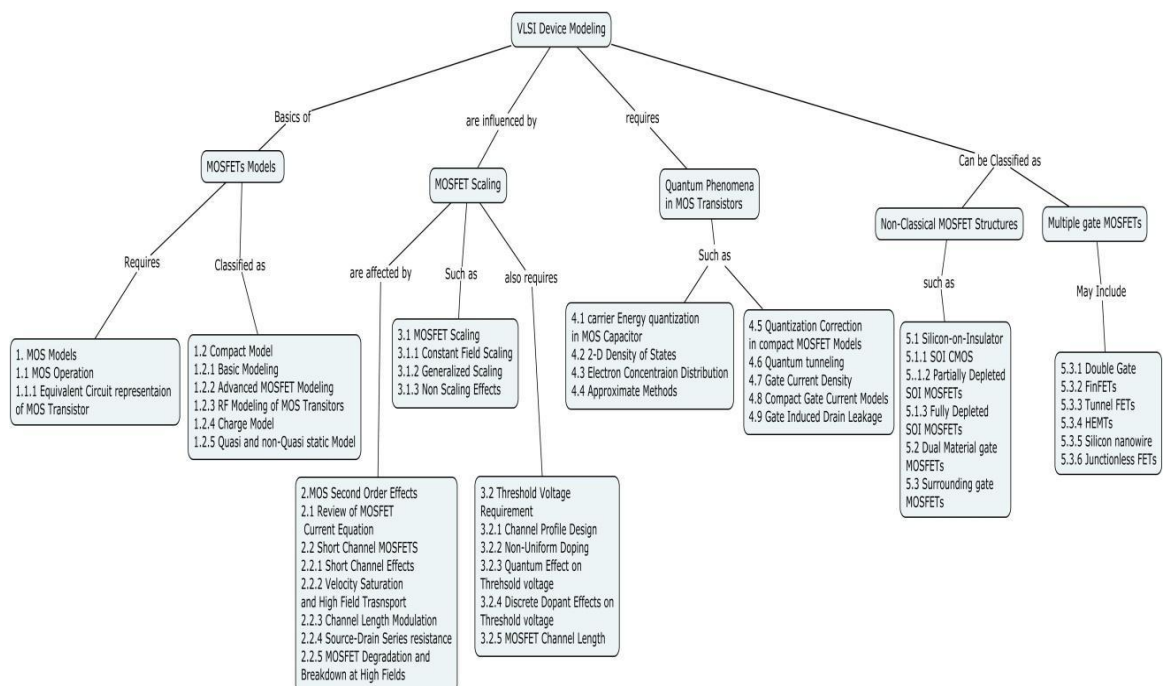 VLSI Device Modeling
Basics of
are influenced by
requires
Can be Classified as
MOSFETs Models
MOSFET Scaling
Quantum Phenomena
in MOS Transistors
Non-Classical MOSFET Structures
Multiple gate MOSFETs
Requires
Classified as
are affected by
Such as
also requires
Such as
such as
May Include
1. MOS Models
1.1 MOS Operation
1.1.1 Equivalent Circuit representaion
of MOS Transistor
1.2 Compact Model
1.2.1 Basic Modeling
1.2.2 Advanced MOSFET Modeling
1.2.3 RF Modeling of MOS Transitors
1.2.4 Charge Model
1.2.5 Quasi and non-Quasi static Model
3.1 MOSFET Scaling
3.1.1 Constant Field Scaling
3.1.2 Generalized Scaling
3.1.3 Non Scaling Effects
4.1 carrier Energy quantization
in MOS Capacitor
4.2 2-D Density of States
4.3 Electron Concentraion Distribution
4.4 Approximate Methods
4.5 Quantization Correction
in compact MOSFET Models
4.6 Quantum tunneling
4.7 Gate Current Density
4.8 Compact Gate Current Models
4.9 Gate Induced Drain Leakage
5.1 Silicon-on-Insulator
5.1.1 SOI CMOS
5..1.2 Partially Depleted
SOI MOSFETs
5.1.3 Fully Depleted
SOI MOSFETs
5.2 Dual Material gate
MOSFETs
5.3 Surrounding gate
MOSFETs
5.3.1 Double Gate
5.3.2 FinFETs
5.3.3 Tunnel FETs
5.3.4 HEMTs
5.3.5 Silicon nanowire
5.3.6 Junctionless FETs
2.MOS Second Order Effects
2.1 Review of MOSFET
Current Equation
2.2 Short Channel MOSFETS
2.2.1 Short Channel Effects
2.2.2 Velocity Saturation
and High Field Trasnsport
2.2.3 Channel Length Modulation
2.2.4 Source-Drain Series resistance
2.2.5 MOSFET Degradation and
Breakdown at High Fields
3.2 Threshold Voltage
Requirement
3.2.1 Channel Profile Design
3.2.2 Non-Uniform Doping
3.2.3 Quantum Effect on
Threhsold voltage
3.2.4 Discrete Dopant Effects on
Threshold voltage
3.2.5 MOSFET Channel Length